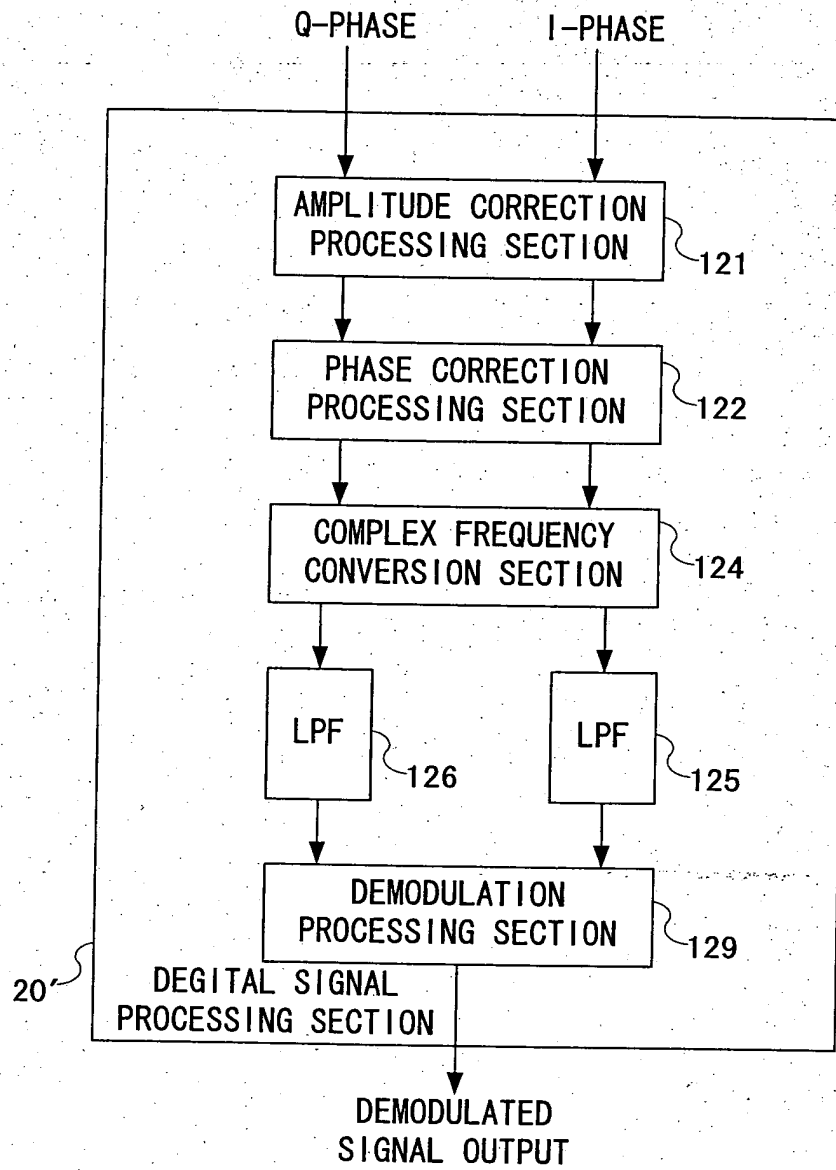 Q-PHASE
I-PHASE
AMPLITUDE CORRECTION
PROCESSING SECTION
121
PHASE CORRECTION
PROCESSING SECTION
122
COMPLEX FREQUENCY
CONVERSION SECTION
124
LPF
126
LPF
125
DEMODULATION
PROCESSING SECTION
129
20'
DEGITAL SIGNAL
PROCESSING SECTION
DEMODULATED
SIGNAL OUTPUT